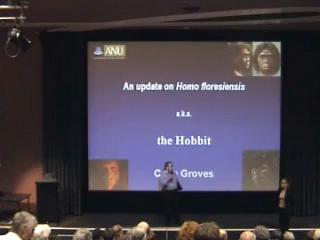 ANU
An update on Homo floresiensis
a.k.a.
the Hobbit
Groves